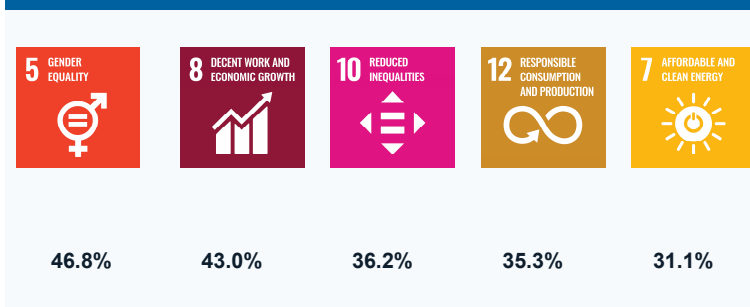 5 GENDER
EQUALITY
8 DECENT WORK AND
ECONOMIC GROWTH
10 REDUCED
INEQUALITIES
12 RESPONSIBLE
CONSUMPTION
AND PRODUCTION
7 AFFORDABLE AND
CLEAN ENERGY
46.8%
43.0%
36.2%
35.3%
31.1%